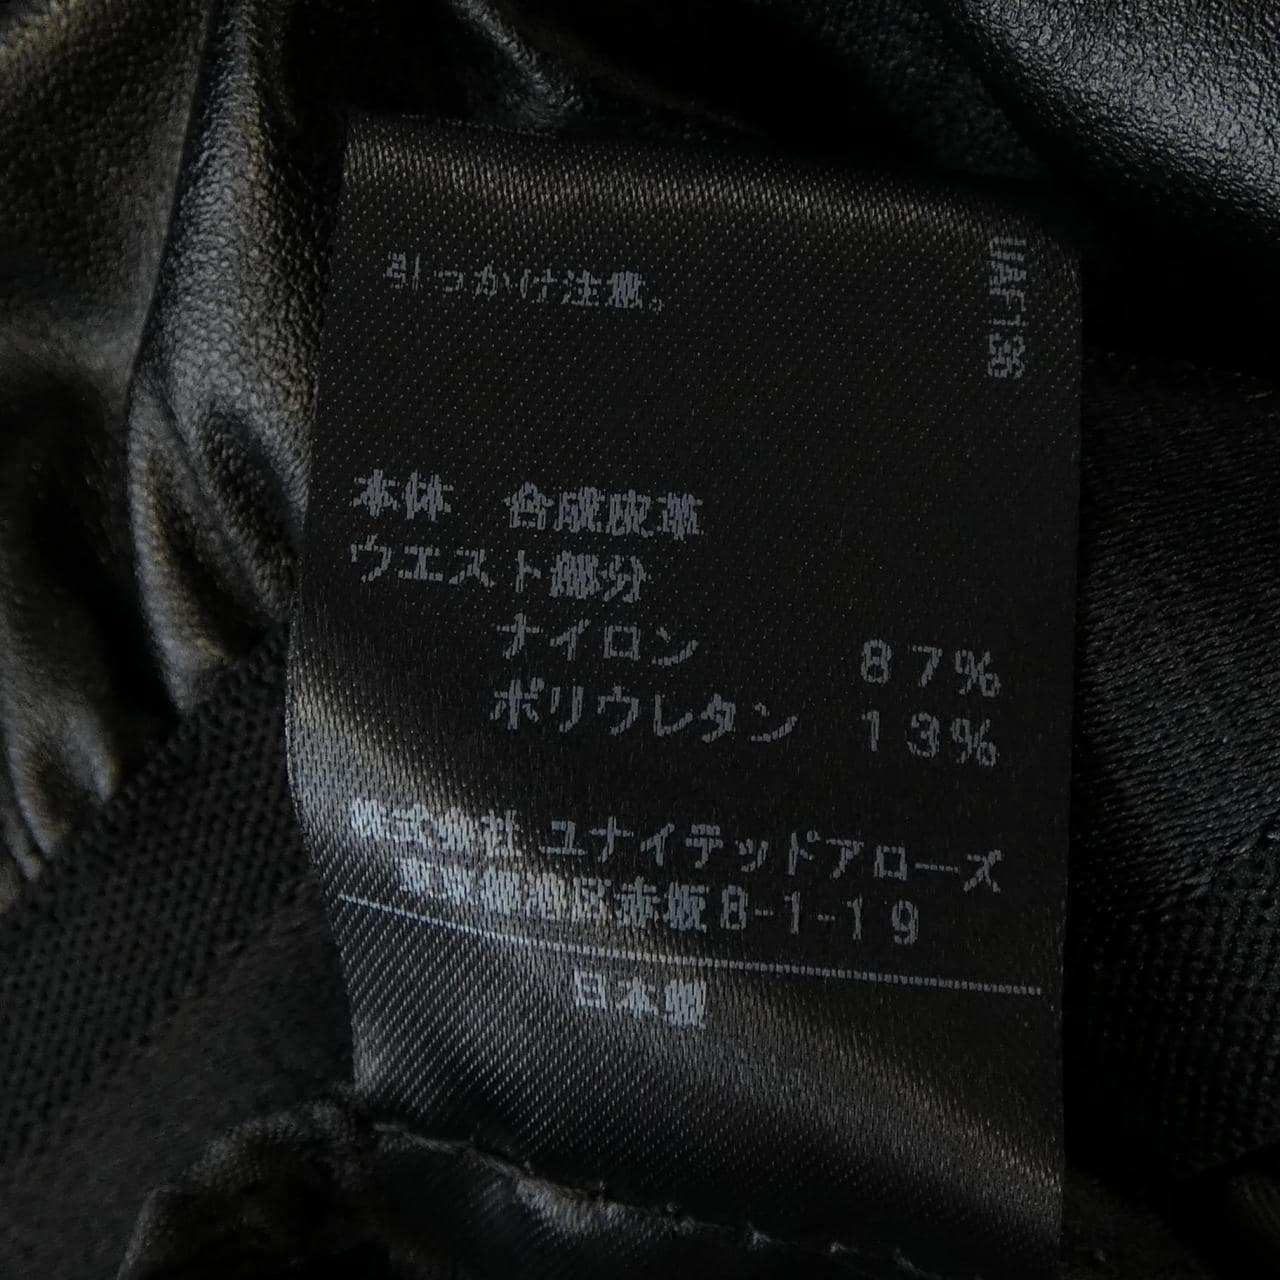 引っかけ注意。
UAF136
本体 合成皮革
ウエスト部分
ナイロン 87%
ポリウレタン 13%
株式会社 ユナイテッドアローズ
東京都港区赤坂8-1-19
日本製